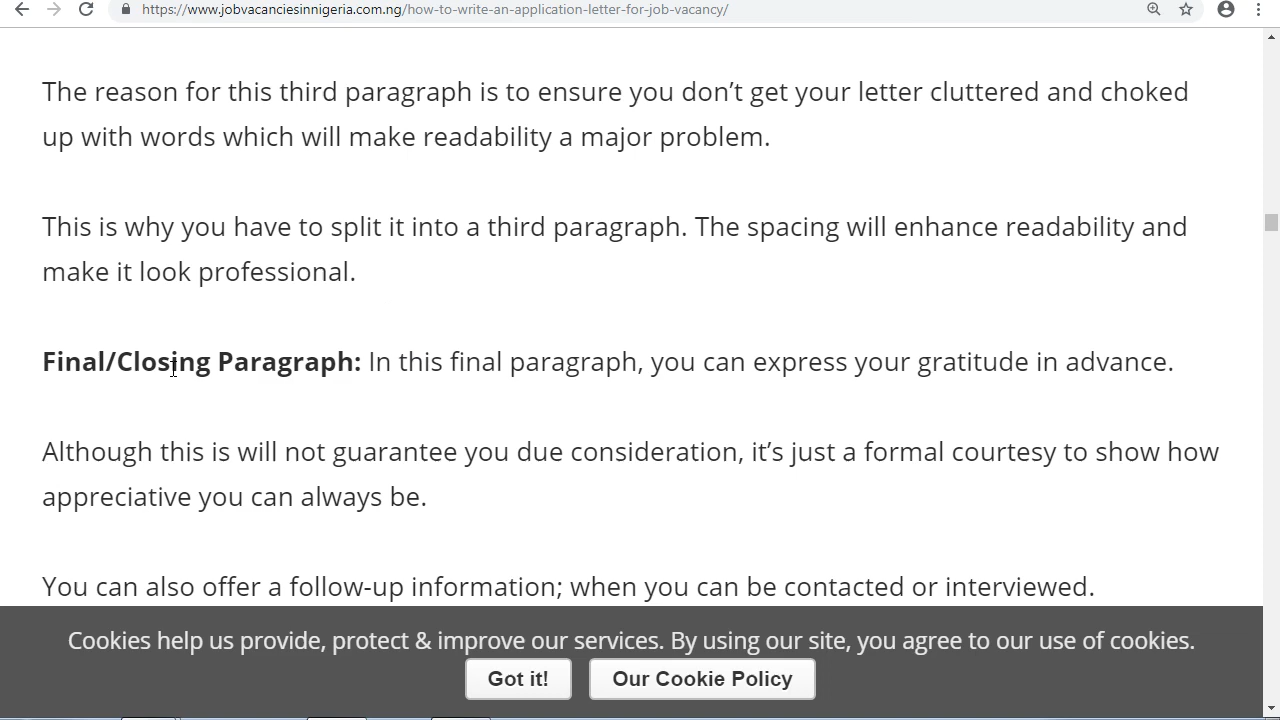 https://www.jobvacanciesinnigeria.com.ng/how-to-write-an-application-letter-for-job-vacancy/
The reason for this third paragraph is to ensure you don’t get your letter cluttered and choked
up with words which will make readability a major problem.
This is why you have to split it into a third paragraph. The spacing will enhance readability and
make it look professional.
Final/Closing Paragraph: In this final paragraph, you can express your gratitude in advance.
Although this is will not guarantee you due consideration, it’s just a formal courtesy to show how
appreciative you can always be.
You can also offer a follow-up information; when you can be contacted or interviewed.
Cookies help us provide, protect & improve our services. By using our site, you agree to our use of cookies.
Got it! Our Cookie Policy